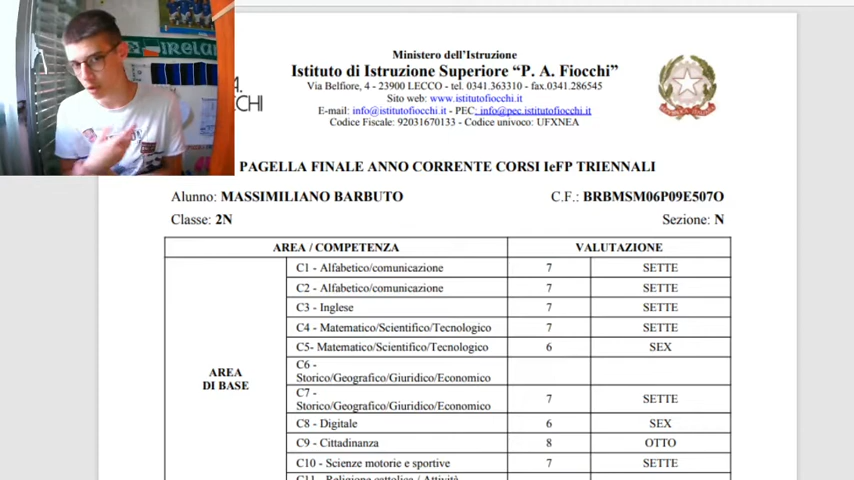 IRELAN
Ministero dell'Istruzione
Istituto di Istruzione Superiore “P. A. Fiocchi”
Via Belfiore, 4 - 23900 LECCO - tel. 0341.363310 - fax.0341.286545
Sito web: www.istitutofiocchi.it
E-mail: info@istitutofiocchi.it - PEC: info@pec.istitutofiocchi.it
Codice Fiscale: 92031670133 - Codice univoco: UFXNEA
PAGELLA FINALE ANNO CORRENTE CORSI IeFP TRIENNALI
Alunno: MASSIMILIANO BARBUTO C.F.: BRBMSM06P09E507O
Classe: 2N Sezione: N
AREA / COMPETENZA VALUTAZIONE
AREA
DI BASE
C1 - Alfabetico/comunicazione 7 SETTE
C2 - Alfabetico/comunicazione 7 SETTE
C3 - Inglese 7 SETTE
C4 - Matematico/Scientifico/Tecnologico 7 SETTE
C5- Matematico/Scientifico/Tecnologico 6 SEX
C6 -
Storico/Geografico/Giuridico/Economico
C7 -
Storico/Geografico/Giuridico/Economico 7 SETTE
C8 - Digitale 6 SEX
C9 - Cittadinanza 8 OTTO
C10 - Scienze motorie e sportive 7 SETTE
C11 - Religione cattolica / Attività